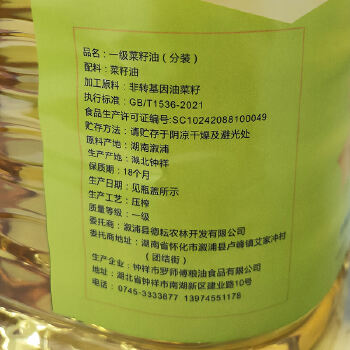 品名：一级菜籽油（分装）
配料：菜籽油
加工原料：非转基因油菜籽
执行标准：GB/T1536-2021
食品生产许可证编号:SC10242088100049
贮存方法：请贮存于阴凉干燥及避光处
原料产地：湖南溆浦
生产产地：湖北钟祥
保质期：18个月
生产日期：见瓶盖所示
生产工艺：压榨
质量等级：一级
委托商：溆浦县德耘农林开发有限公司
委托商地址：湖南省怀化市溆浦县卢峰镇艾家冲村
（团结街）
生产企业：钟祥市罗师傅粮油食品有限公司
地址：湖北省钟祥市南湖新区建业路10号
电话：0745-3333677 13974551178